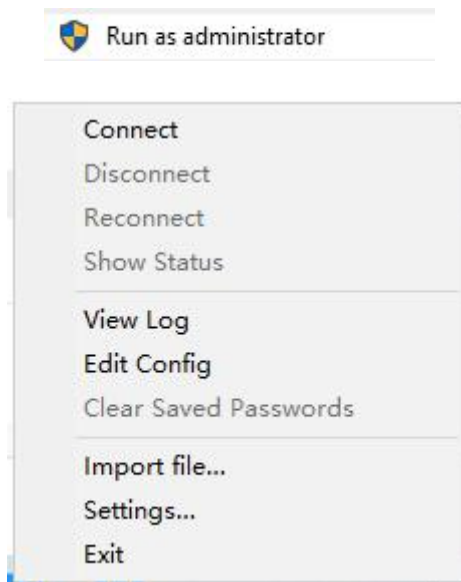 Run as administrator
Connect
Disconnect
Reconnect
Show Status
View Log
Edit Config
Clear Saved Passwords
Import file...
Settings...
Exit